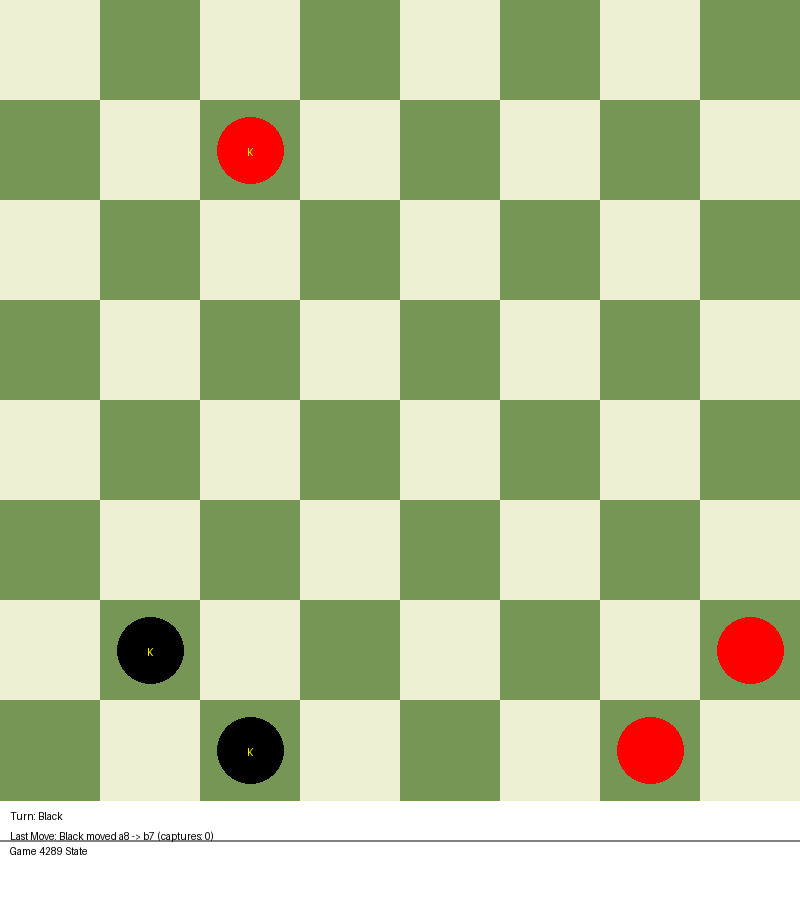 K
K
K
Turn: Black
Last Move: Black moved a8 -> b7 (captures: 0)
Game 4289 State